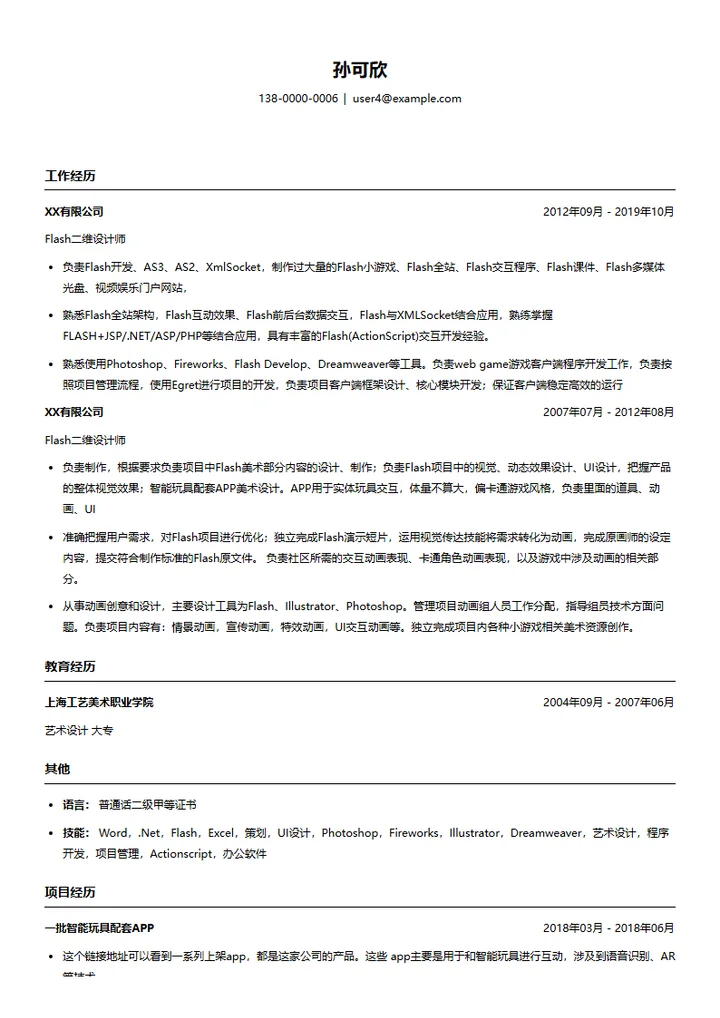 孙可欣
138-0000-0006 | user4@example.com
工作经历
XX有限公司 2012年09月 - 2019年10月
Flash二维设计师
• 负责Flash开发、AS3、AS2、XmlSocket，制作过大量的Flash小游戏、Flash全站、Flash交互程序、Flash课件、Flash多媒体
光盘、视频娱乐门户网站，
• 熟悉Flash全站架构，Flash互动效果、Flash前后台数据交互，Flash与XMLSocket结合应用，熟练掌握
FLASH+JSP/.NET/ASP/PHP等结合应用，具有丰富的Flash(ActionScript)交互开发经验。
• 熟悉使用Photoshop、Fireworks、Flash Develop、Dreamweaver等工具。负责web game游戏客户端程序开发工作，负责按
照项目管理流程，使用Egret进行项目的开发，负责项目客户端框架设计、核心模块开发；保证客户端稳定高效的运行
XX有限公司 2007年07月 - 2012年08月
Flash二维设计师
• 负责制作，根据要求负责项目中Flash美术部分内容的设计、制作；负责Flash项目中的视觉、动态效果设计、UI设计，把握产品
的整体视觉效果；智能玩具配套APP美术设计。APP用于实体玩具交互，体量不算大，偏卡通游戏风格，负责里面的道具、动
画、UI
• 准确把握用户需求，对Flash项目进行优化；独立完成Flash演示短片，运用视觉传达技能将需求转化为动画，完成原画师的设定
内容，提交符合制作标准的Flash原文件。 负责社区所需的交互动画表现、卡通角色动画表现，以及游戏中涉及动画的相关部
分。
• 从事动画创意和设计，主要设计工具为Flash、Illustrator、Photoshop。管理项目动画组人员工作分配，指导组员技术方面问
题。负责项目内容有：情景动画，宣传动画，特效动画，UI交互动画等。独立完成项目内各种小游戏相关美术资源创作。
教育经历
上海工艺美术职业学院 2004年09月 - 2007年06月
艺术设计 大专
其他
• 语言： 普通话二级甲等证书
• 技能： Word，.Net，Flash，Excel，策划，UI设计，Photoshop，Fireworks，Illustrator，Dreamweaver，艺术设计，程序
开发，项目管理，Actionscript，办公软件
项目经历
一批智能玩具配套APP 2018年03月 - 2018年06月
• 这个链接地址可以看到一系列上架app，都是这家公司的产品。这些 app主要是用于和智能玩具进行互动，涉及到语音识别、AR
等技术